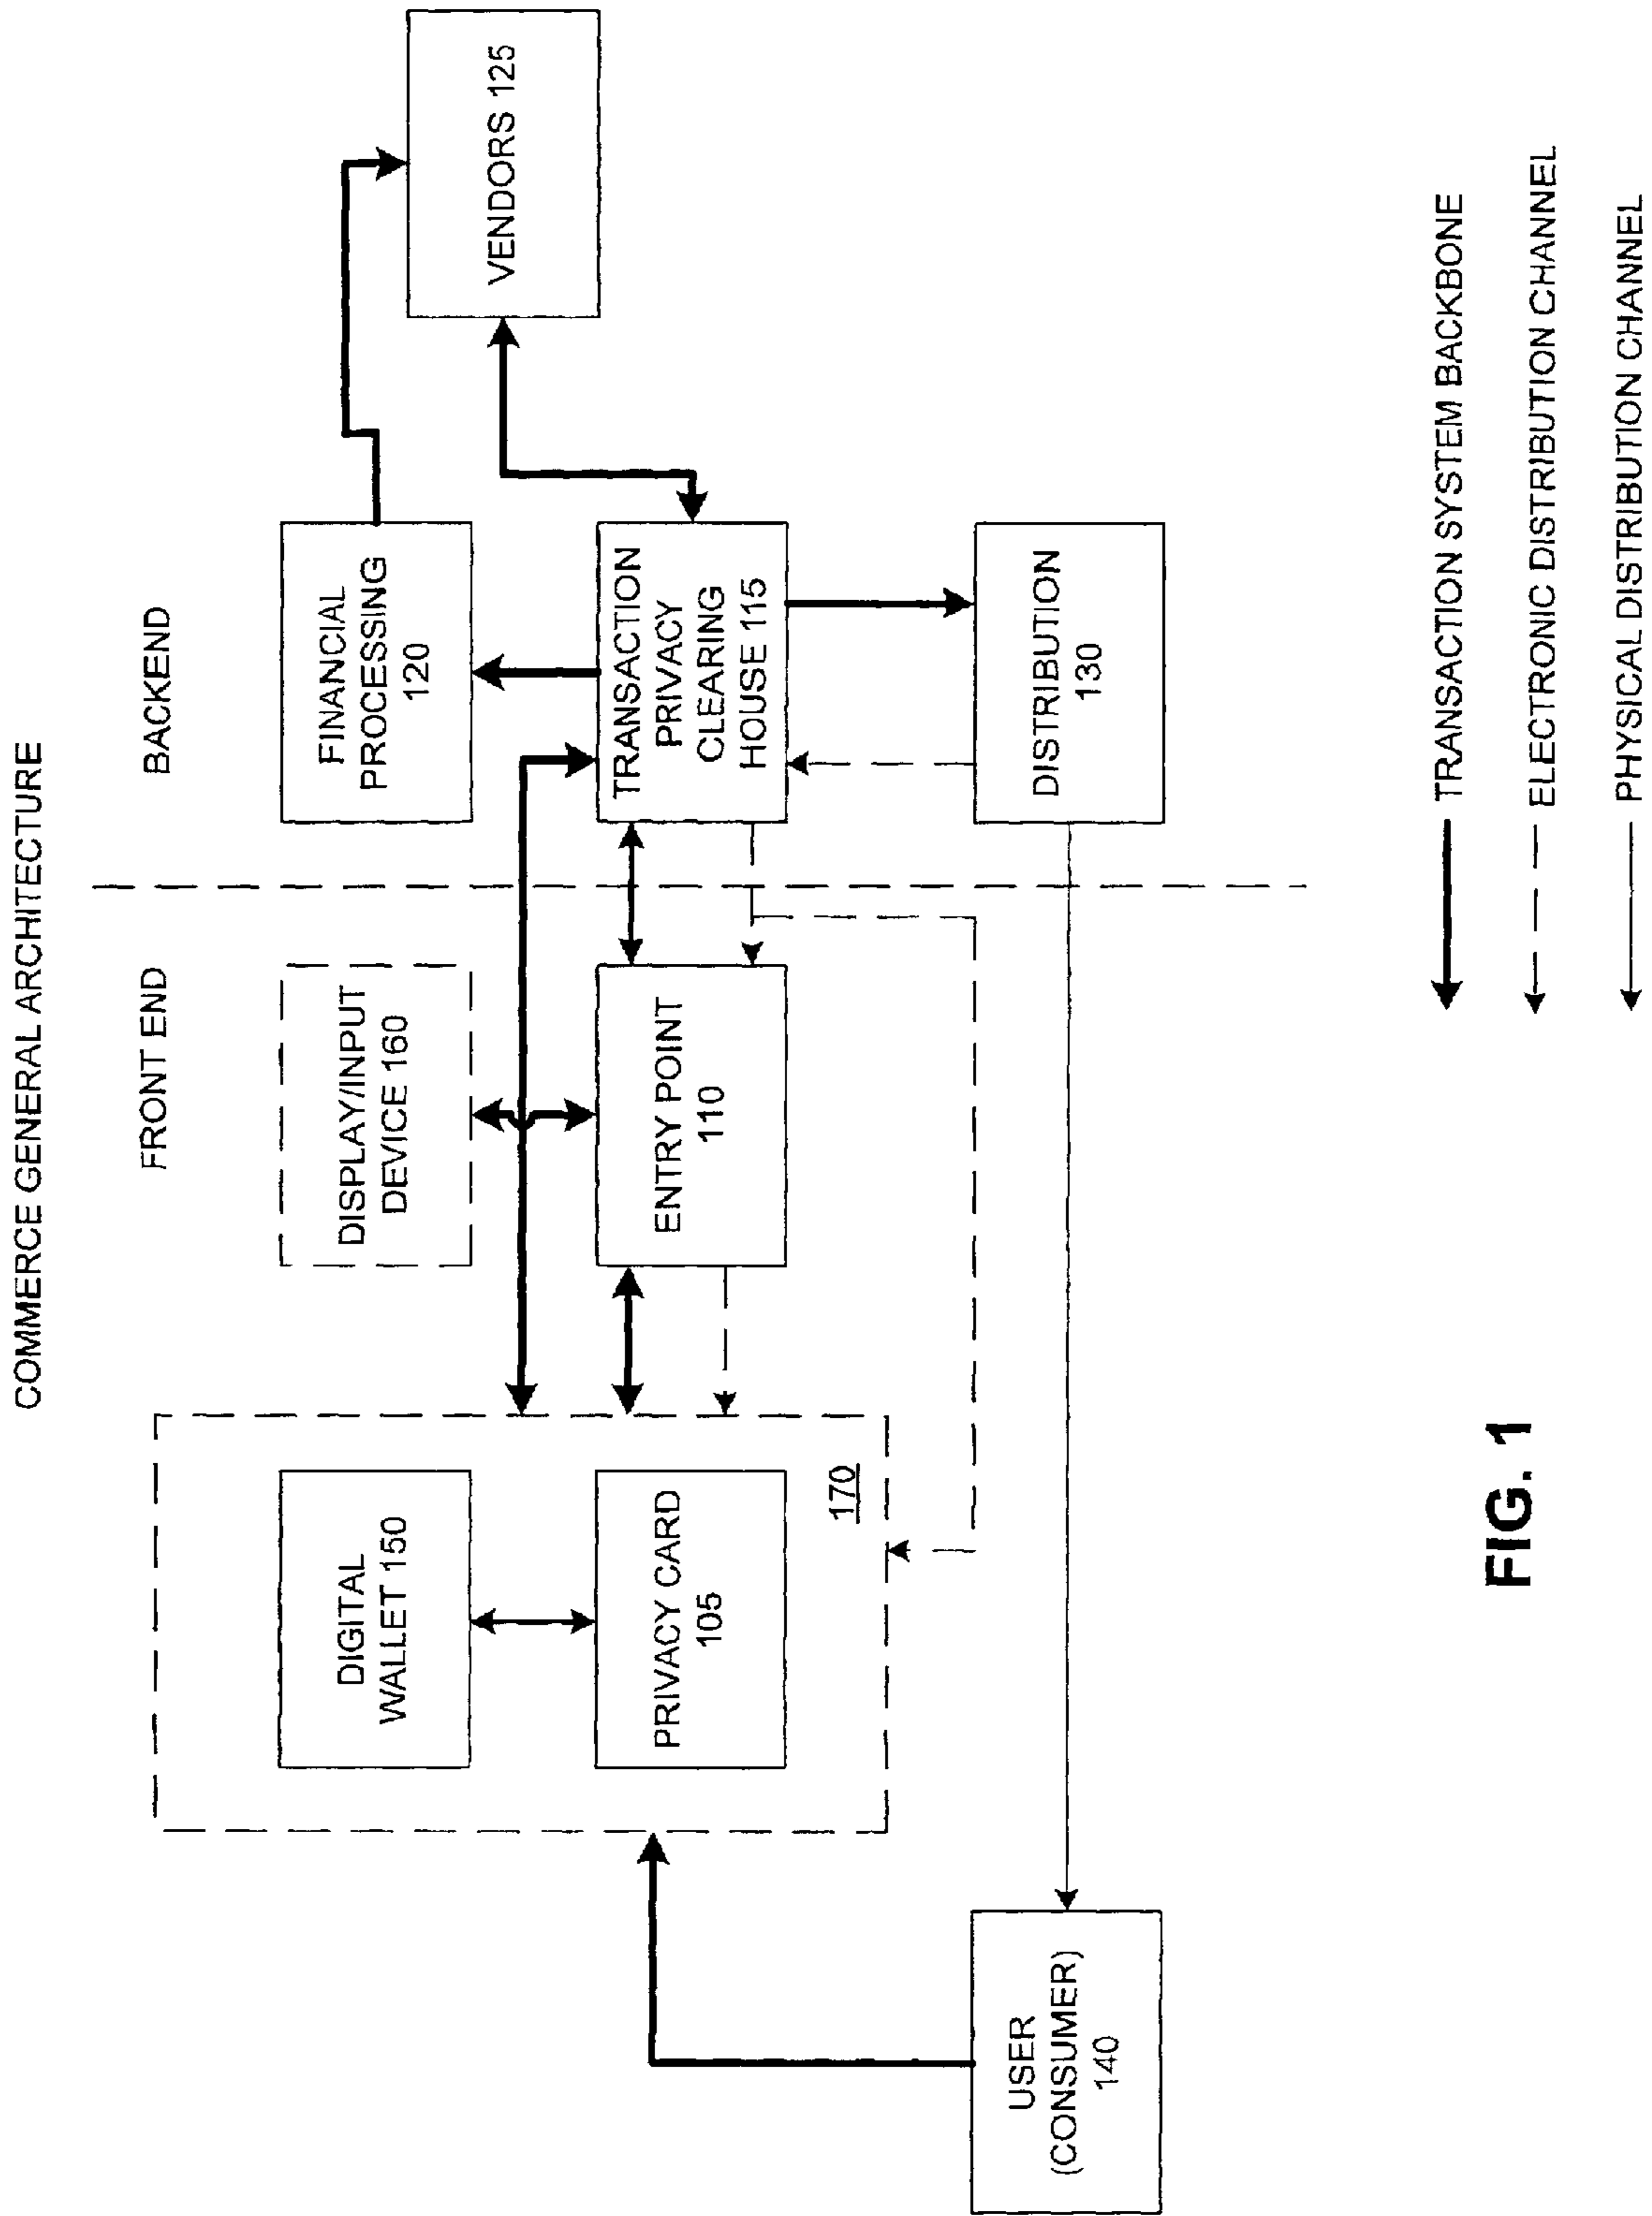 COMMERCE GENERAL ARCHITECTURE
FRONT END
BACKEND
DIGITAL
WALLET 150
PRIVACY CARD
105
170
DISPLAY/INPUT
DEVICE 160
ENTRY POINT
110
FINANCIAL
PROCESSING
120
TRANSACTION
PRIVACY
CLEARING
HOUSE 115
VENDORS 125
DISTRIBUTION
130
USER
(CONSUMER)
140
TRANSACTION SYSTEM BACKBONE
ELECTRONIC DISTRIBUTION CHANNEL
PHYSICAL DISTRIBUTION CHANNEL
FIG. 1